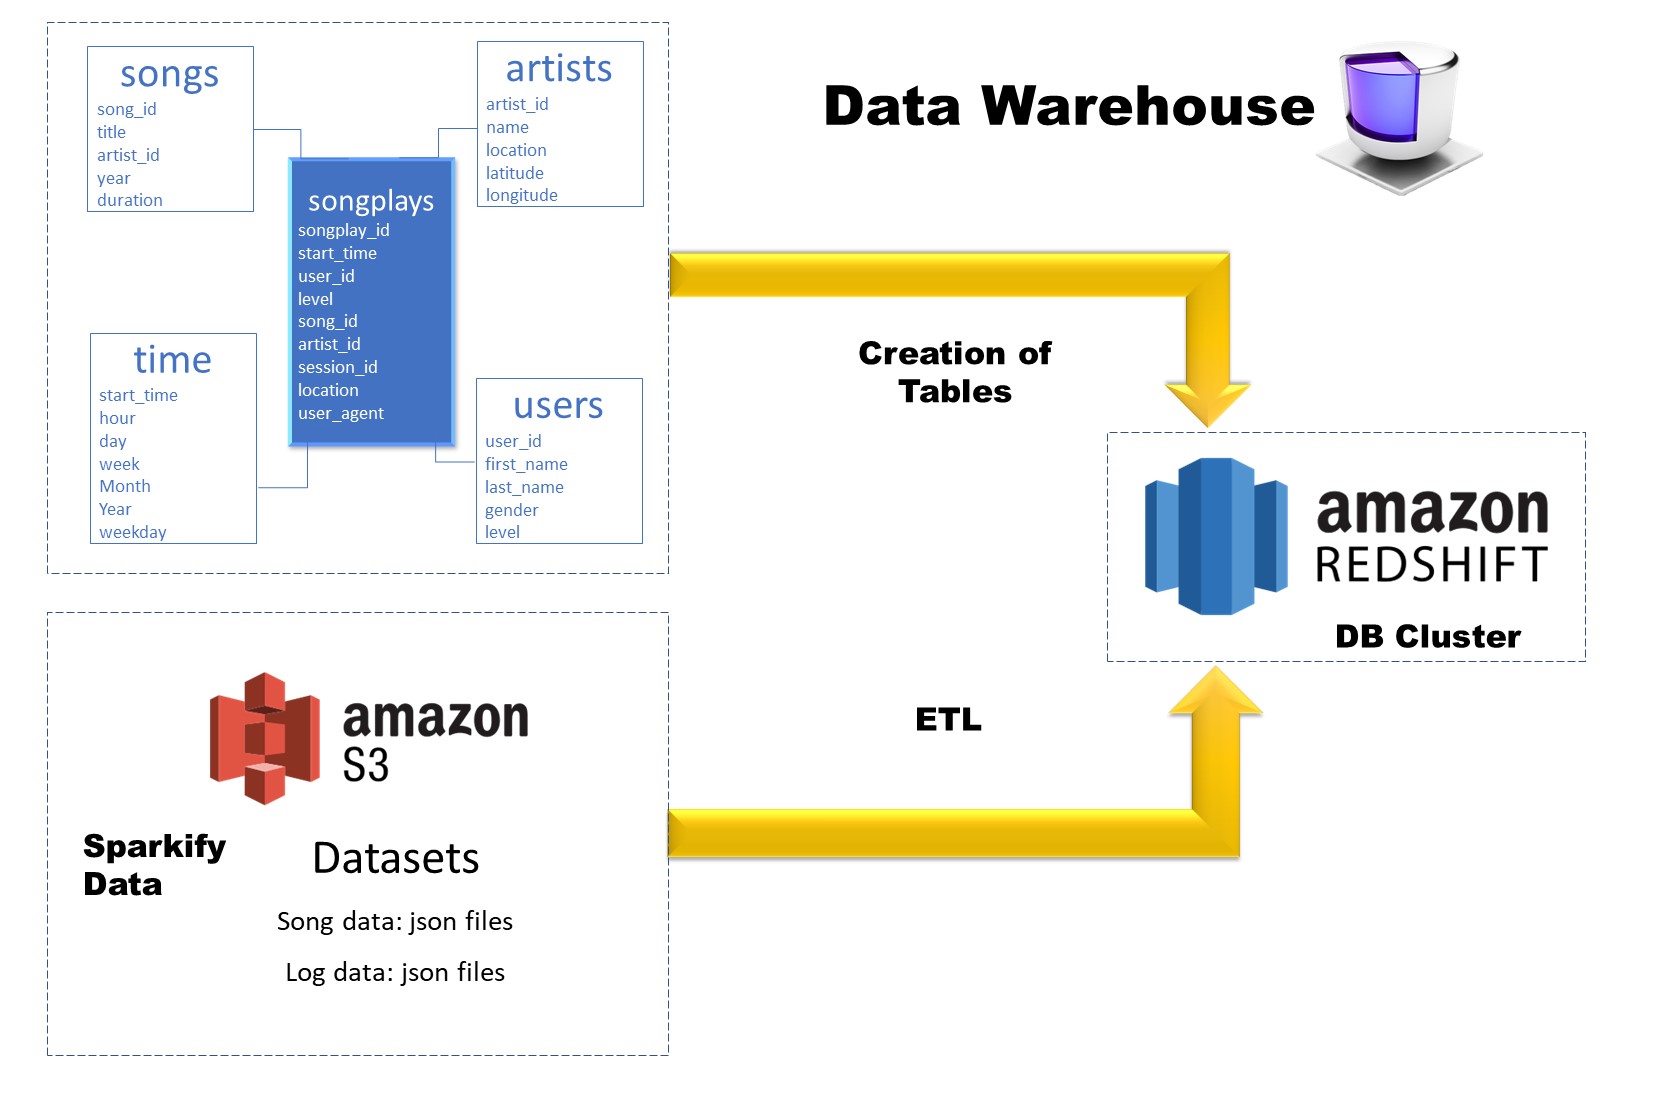 songs
song_id
title
artist_id
year
duration
artists
artist_id
name
location
latitude
longitude
songplays
songplay_id
start_time
user_id
level
song_id
artist_id
session_id
location
user_agent
time
start_time
hour
day
week
Month
Year
weekday
users
user_id
first_name
last_name
gender
level
Data Warehouse
Creation of
Tables
amazon
REDSHIFT
DB Cluster
ETL
amazon
S3
Sparkify
Data
Datasets
Song data: json files
Log data: json files